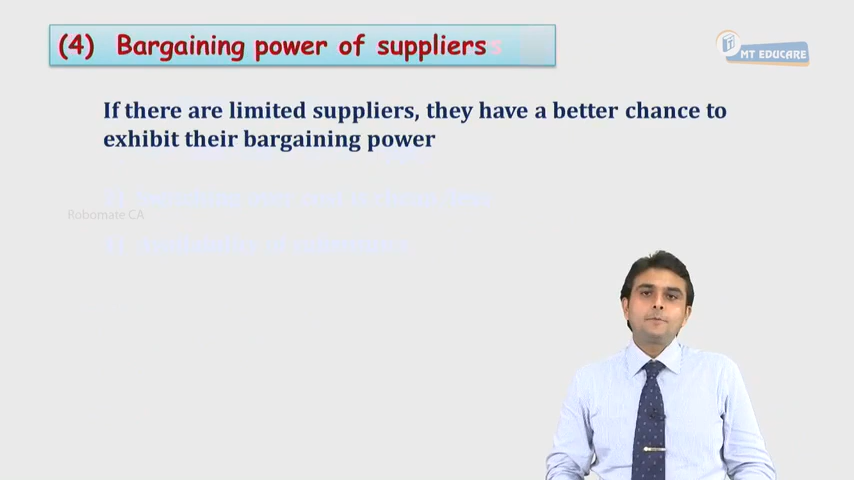 (4) Bargaining power of suppliers
MT EDUCARE
If there are limited suppliers, they have a better chance to
exhibit their bargaining power
Robomate CA